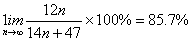 lim n→∞ 12n / (14n + 47) × 100% = 85.7%